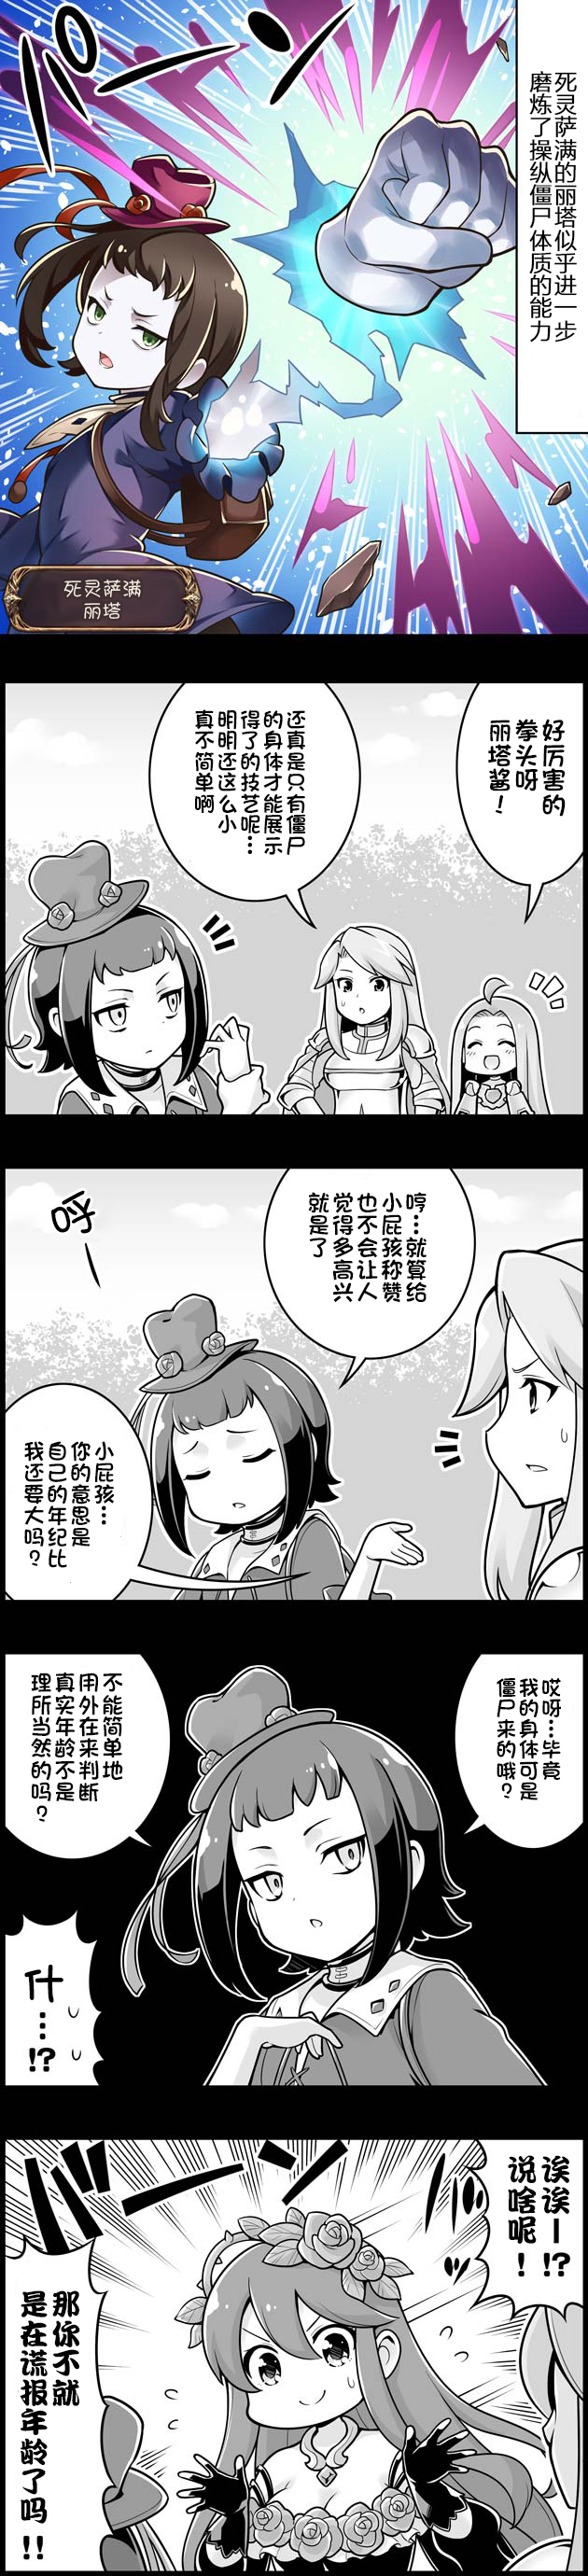 死灵萨满的丽塔似乎进一步
磨炼了操纵僵尸体质的能力
パーン
死灵萨满
丽塔
好厉害的
拳头呀
丽塔酱！
还真是只有僵尸
的身体才能展示
得了的技艺呢…
明明还这么小
真不简单啊
哼…就算给
小屁孩称赞
也不会让人
觉得多高兴
就是了
呼
小屁孩…
你的意思是
自己的年纪比
我还要大吗？
哎呀…毕竟
我的身体可是
僵尸来的哦？
不能简单地
用外在来判断
真实年龄不是
理所当然的吗？
什…!?
诶诶ー!?
说啥呢！
バーーンッ
那你不就
是在谎报年龄了吗!!